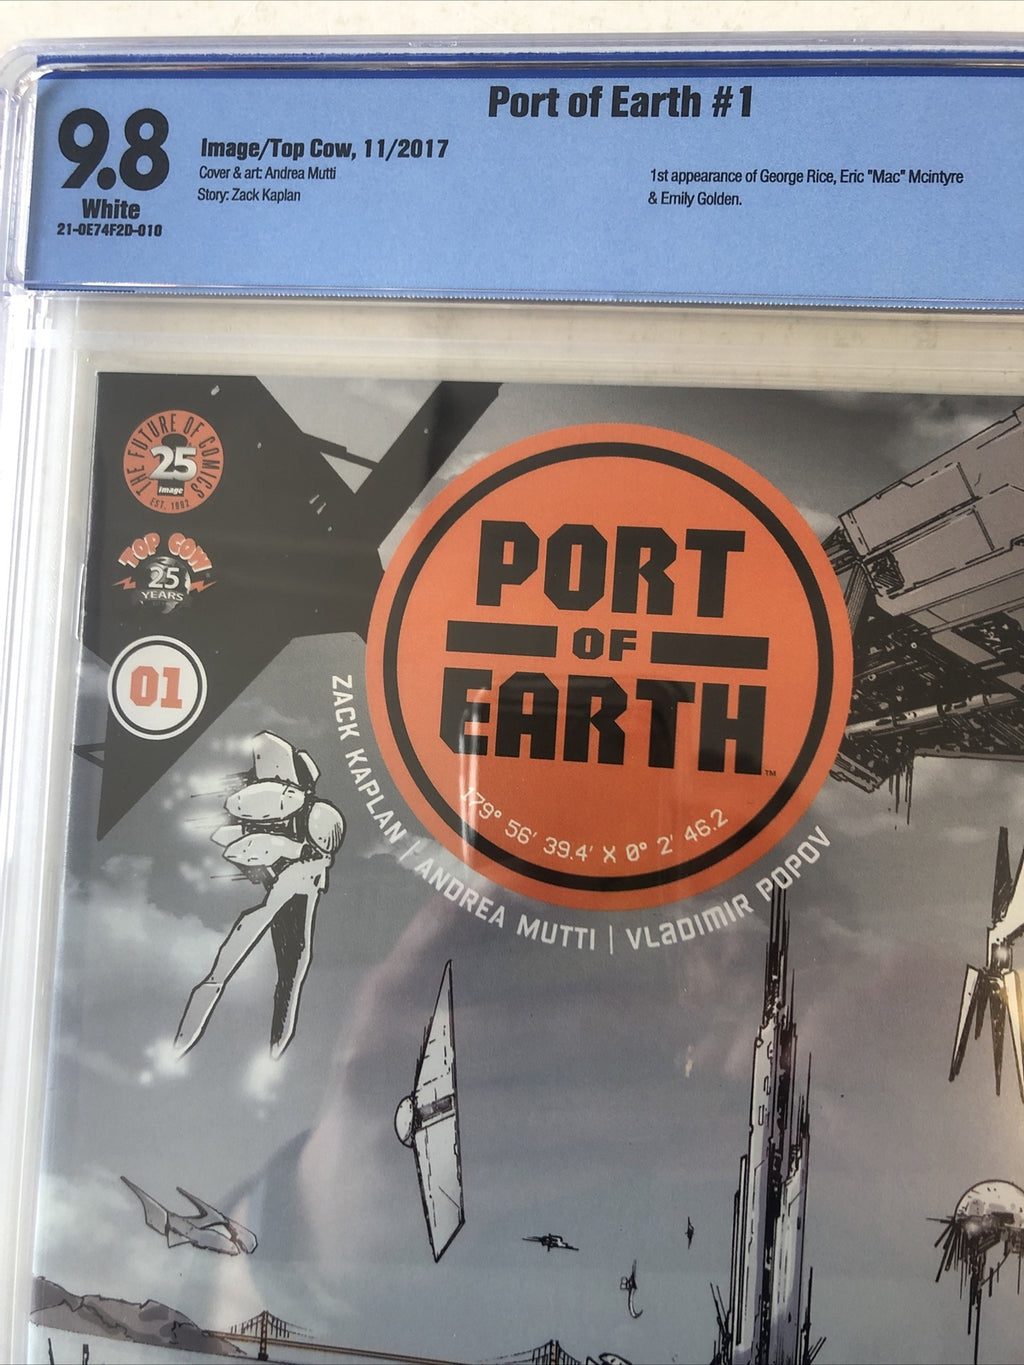 Port of Earth #1
9.8
White
21-0E74F2D-010
Image/Top Cow, 11/2017
Cover & art: Andrea Mutti
Story: Zack Kaplan
1st appearance of George Rice, Eric "Mac" Mcintyre
& Emily Golden.
THE FUTURE OF COMICS
25
image
EST. 1992
TOP COW
25
YEARS
01
PORT
OF
EARTH
TM
179° 56' 39.4' X 0° 2' 46.2
ZACK KAPLAN | ANDREA MUTTI | VLADIMIR POPOV